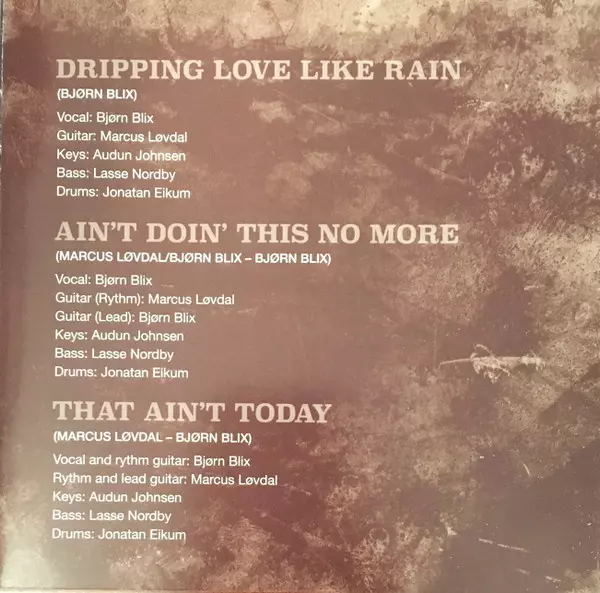 DRIPPING LOVE LIKE RAIN
(BJØRN BLIX)
Vocal: Bjørn Blix
Guitar: Marcus Løvdal
Keys: Audun Johnsen
Bass: Lasse Nordby
Drums: Jonatan Eikum
AIN'T DOIN' THIS NO MORE
(MARCUS LØVDAL/BJØRN BLIX – BJØRN BLIX)
Vocal: Bjørn Blix
Guitar (Rythm): Marcus Løvdal
Guitar (Lead): Bjørn Blix
Keys: Audun Johnsen
Bass: Lasse Nordby
Drums: Jonatan Eikum
THAT AIN'T TODAY
(MARCUS LØVDAL – BJØRN BLIX)
Vocal and rythm guitar: Bjørn Blix
Rythm and lead guitar: Marcus Løvdal
Keys: Audun Johnsen
Bass: Lasse Nordby
Drums: Jonatan Eikum